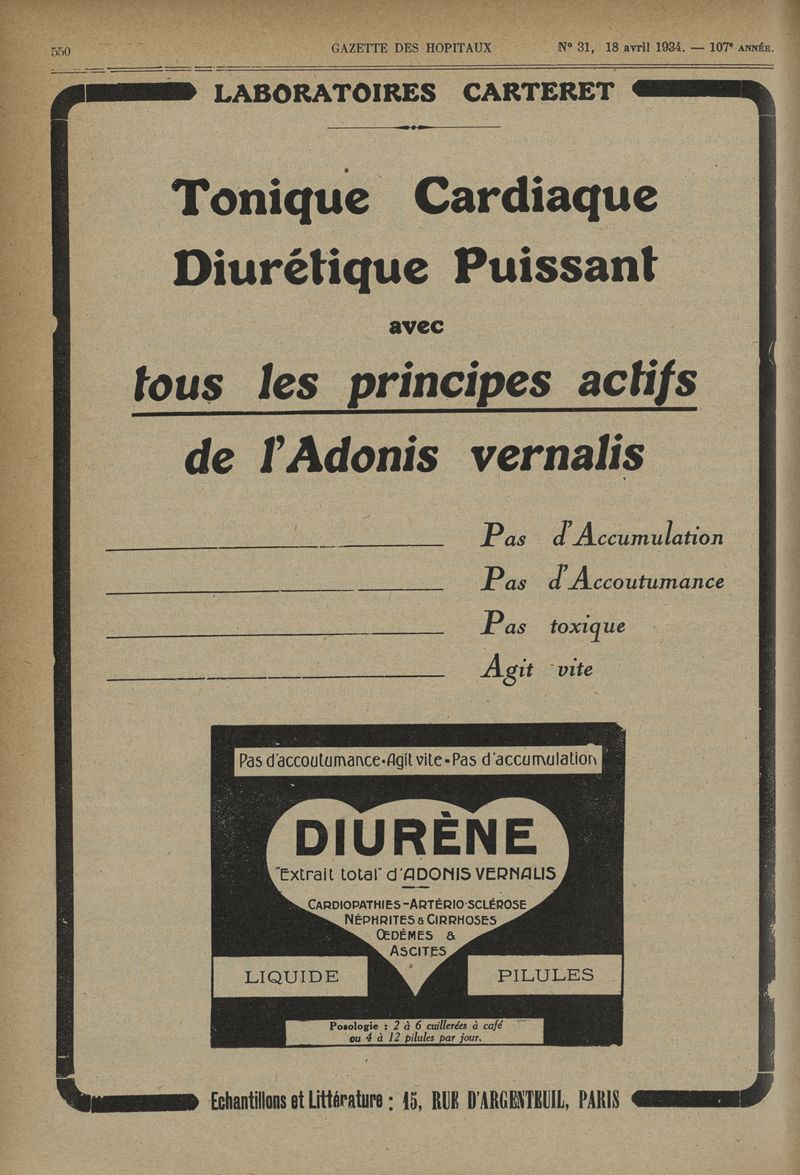 550
GAZETTE DES HOPITAUX
N° 31, 18 avril 1934. — 107e ANNÉE.
LABORATOIRES CARTERET
Tonique Cardiaque
Diurétique Puissant
avec
tous les principes actifs
de l'Adonis vernalis
Pas d'Accumulation
Pas d'Accoutumance
Pas toxique
Agit vite
Pas d'accoutumance•Agit vite•Pas d'accumulation
DIURÈNE
"Extrait total" d'ADONIS VERNALIS
CARDIOPATHIES-ARTÉRIO-SCLÉROSE
NÉPHRITES & CIRRHOSES
ŒDÈMES &
ASCITES
LIQUIDE
PILULES
Posologie : 2 à 6 cuillerées à café
ou 4 à 12 pilules par jour.
Echantillons et Littérature : 15, RUE D'ARGENTEUIL, PARIS